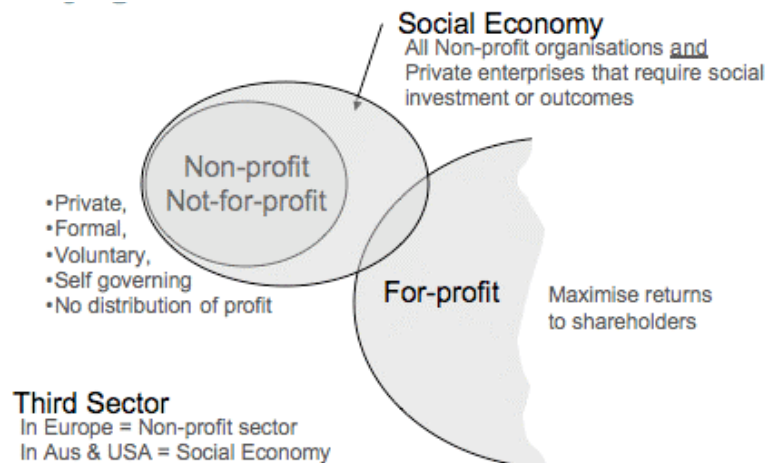 Social Economy
All Non-profit organisations and
Private enterprises that require social
investment or outcomes
Non-profit
Not-for-profit
•Private,
•Formal,
•Voluntary,
•Self governing
•No distribution of profit
For-profit
Maximise returns
to shareholders
Third Sector
In Europe = Non-profit sector
In Aus & USA = Social Economy